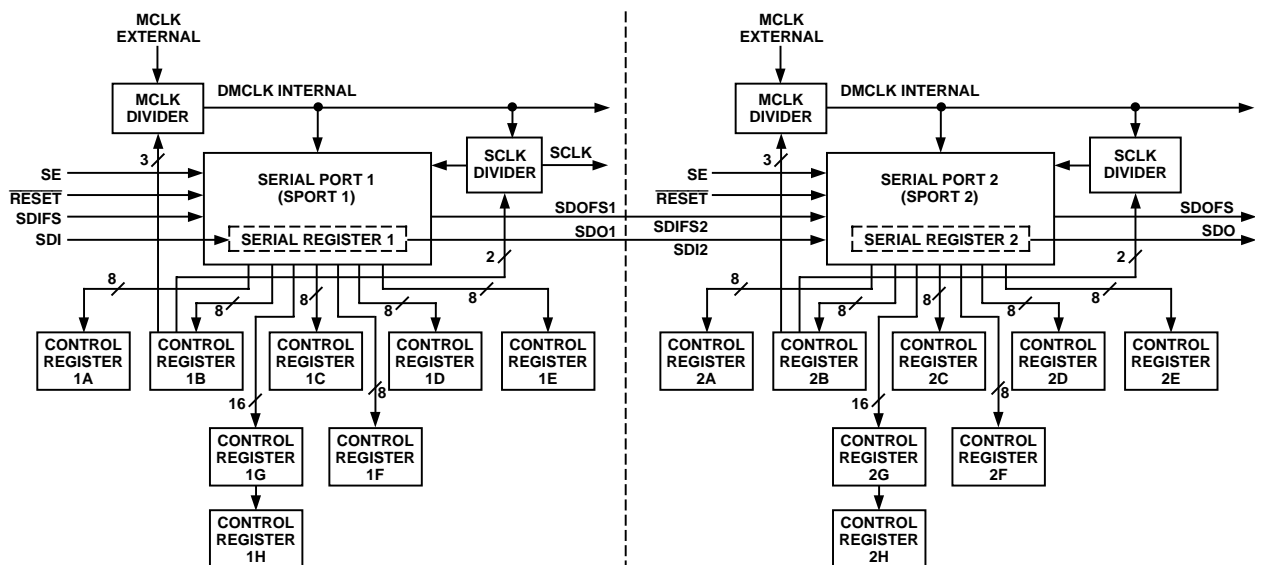 MCLK
EXTERNAL
MCLK
DIVIDER
DMCLK INTERNAL
3
SE
RESET
SDIFS
SDI
SERIAL PORT 1
(SPORT 1)
SERIAL REGISTER 1
SCLK
DIVIDER
SCLK
SDOFS1
SDO1
2
8
8
8
8
8
CONTROL
REGISTER
1A
CONTROL
REGISTER
1B
CONTROL
REGISTER
1C
CONTROL
REGISTER
1D
CONTROL
REGISTER
1E
16
8
CONTROL
REGISTER
1G
CONTROL
REGISTER
1F
CONTROL
REGISTER
1H
MCLK
EXTERNAL
MCLK
DIVIDER
DMCLK INTERNAL
3
SE
RESET
SDIFS2
SDI2
SERIAL PORT 2
(SPORT 2)
SERIAL REGISTER 2
SCLK
DIVIDER
SDOFS
SDO
2
8
8
8
8
8
CONTROL
REGISTER
2A
CONTROL
REGISTER
2B
CONTROL
REGISTER
2C
CONTROL
REGISTER
2D
CONTROL
REGISTER
2E
16
8
CONTROL
REGISTER
2G
CONTROL
REGISTER
2F
CONTROL
REGISTER
2H